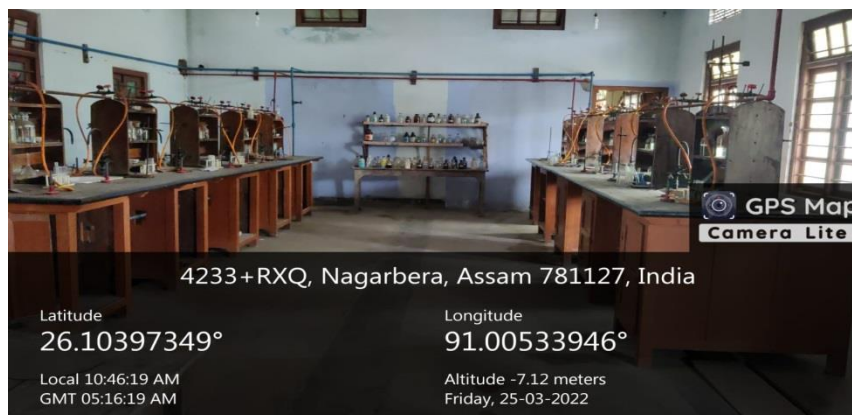 GPS Map
Camera Lite
4233+RXQ, Nagarbera, Assam 781127, India
Latitude
26.10397349°
Longitude
91.00533946°
Local 10:46:19 AM
GMT 05:16:19 AM
Altitude -7.12 meters
Friday, 25-03-2022